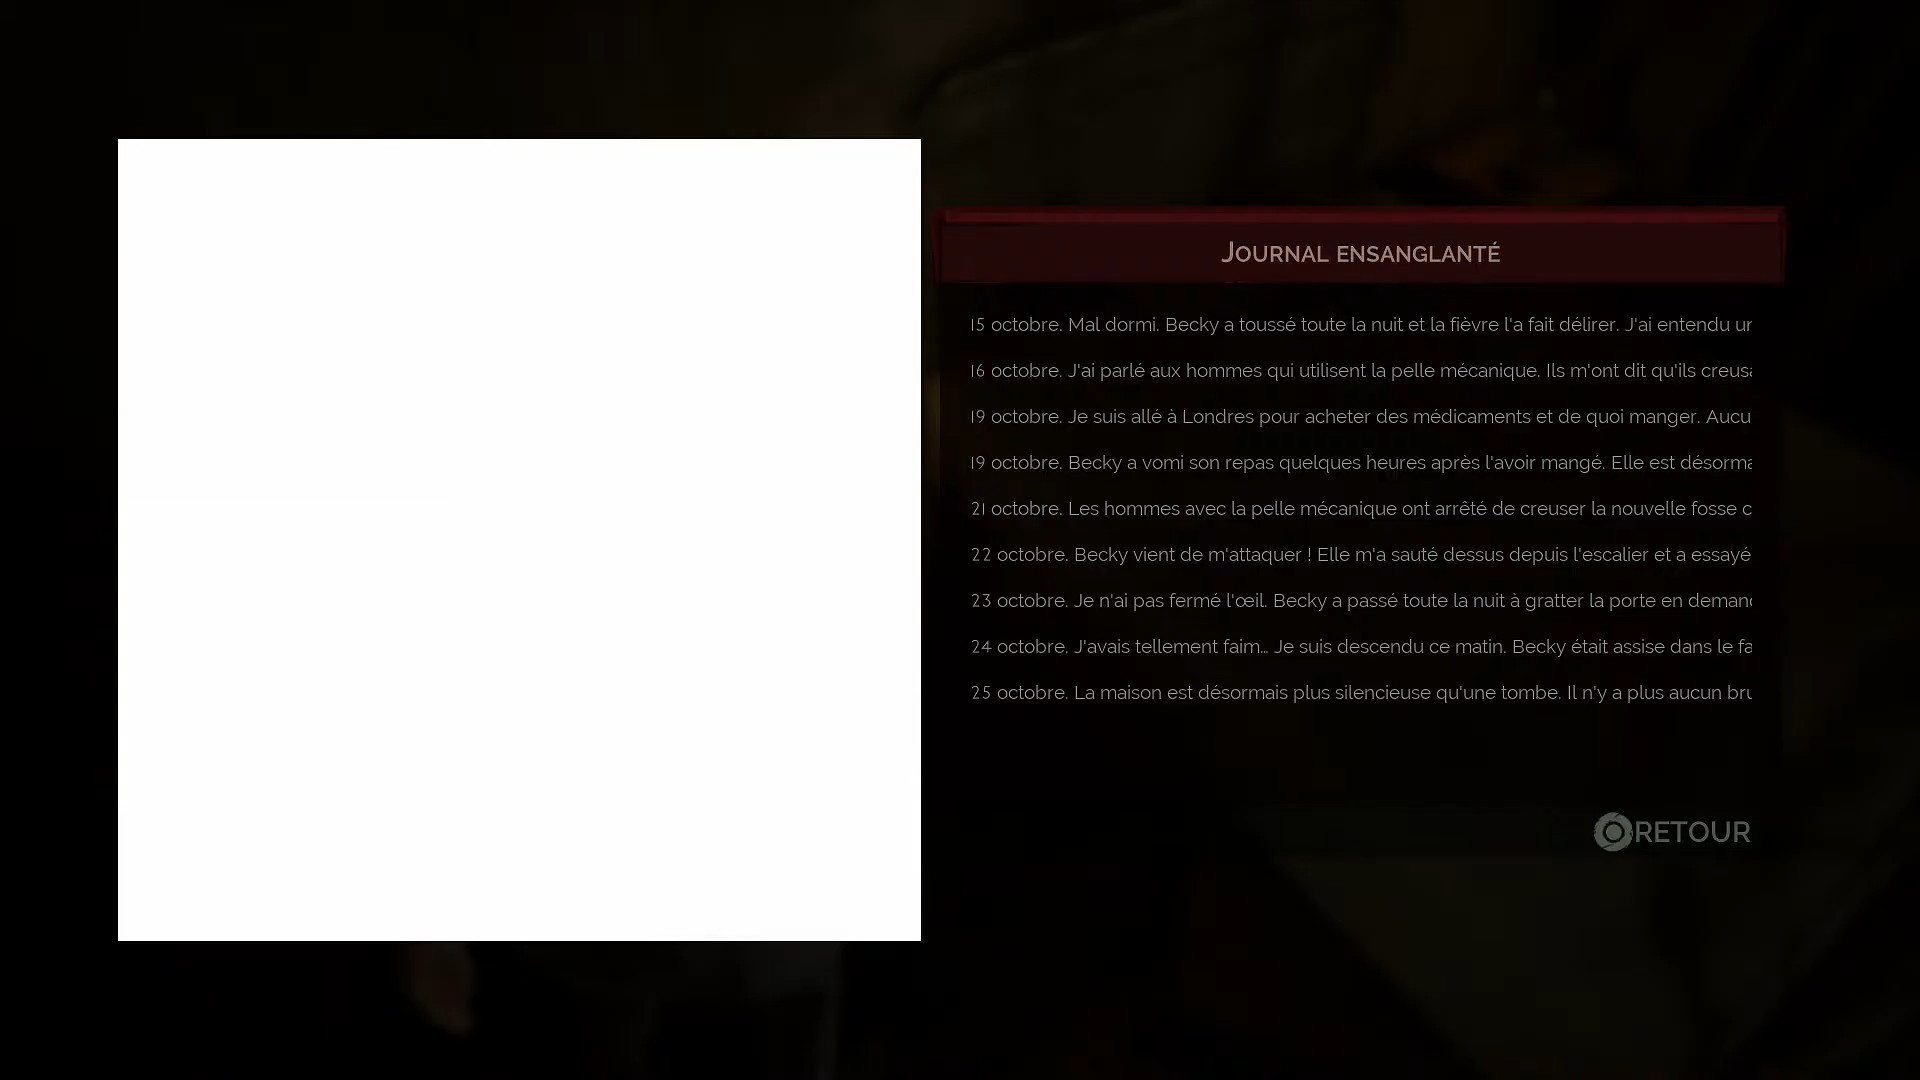 Journal ensanglanté
15 octobre. Mal dormi. Becky a toussé toute la nuit et la fièvre l'a fait délirer. J'ai entendu
16 octobre. J'ai parlé aux hommes qui utilisent la pelle mécanique. Ils m'ont dit qu'ils
19 octobre. Je suis allé à Londres pour acheter des médicaments et de quoi manger.
19 octobre. Becky a vomi son repas quelques heures après l'avoir mangé. Elle est
21 octobre. Les hommes avec la pelle mécanique ont arrêté de creuser la nouvelle fosse
22 octobre. Becky vient de m'attaquer ! Elle m'a sauté dessus depuis l'escalier et a essayé
23 octobre. Je n'ai pas fermé l'œil. Becky a passé toute la nuit à gratter la porte en
24 octobre. J'avais tellement faim… Je suis descendu ce matin. Becky était assise dans le
25 octobre. La maison est désormais plus silencieuse qu'une tombe. Il n'y a plus aucun
RETOUR